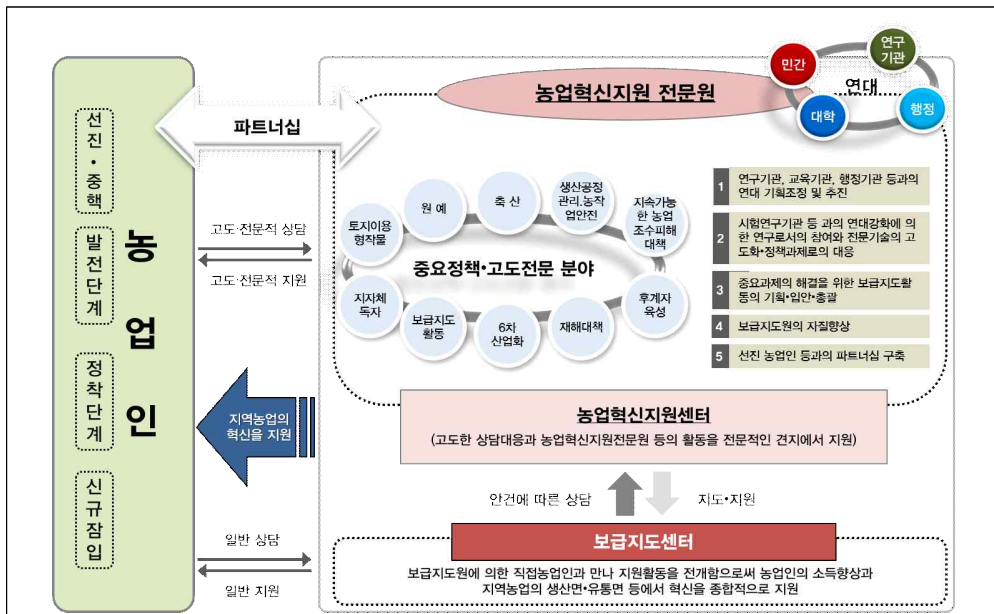 농업인
선진·중핵
발전단계
정착단계
신규잠입
파트너십
고도·전문적 상담
고도·전문적 지원
지역농업의
혁신을 지원
일반 상담
일반 지원
농업혁신지원 전문원
민간
연구
기관
연대
대학
행정
토지이용
형작물
원 예
축 산
생산공정
관리.농작
업안전
지속가능
한 농업
조수피해
대책
중요정책•고도전문 분야
지자체
독자
보급지도
활동
6차
산업화
재해대책
후계자
육성
1 연구기관, 교육기관, 행정기관 등과의
연대 기획조정 및 추진
2 시험연구기관 등 과의 연대강화에 의
한 연구로서의 참여와 전문기술의 고
도화•정책과제로의 대응
3 중요과제의 해결을 위한 보급지도활
동의 기획•입안•총괄
4 보급지도원의 자질향상
5 선진 농업인 등과의 파트너십 구축
농업혁신지원센터
(고도한 상담대응과 농업혁신지원전문원 등의 활동을 전문적인 견지에서 지원)
안건에 따른 상담
지도•지원
보급지도센터
보급지도원에 의한 직접농업인과 만나 지원활동을 전개함으로써 농업인의 소득향상과
지역농업의 생산면•유통면 등에서 혁신을 종합적으로 지원